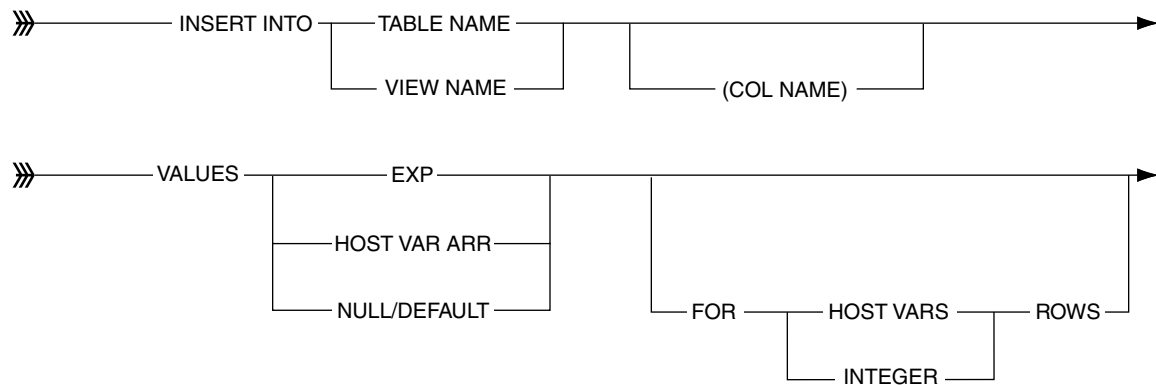 INSERT INTO TABLE NAME
VIEW NAME (COL NAME)
VALUES EXP
HOST VAR ARR
NULL/DEFAULT FOR HOST VARS ROWS
INTEGER